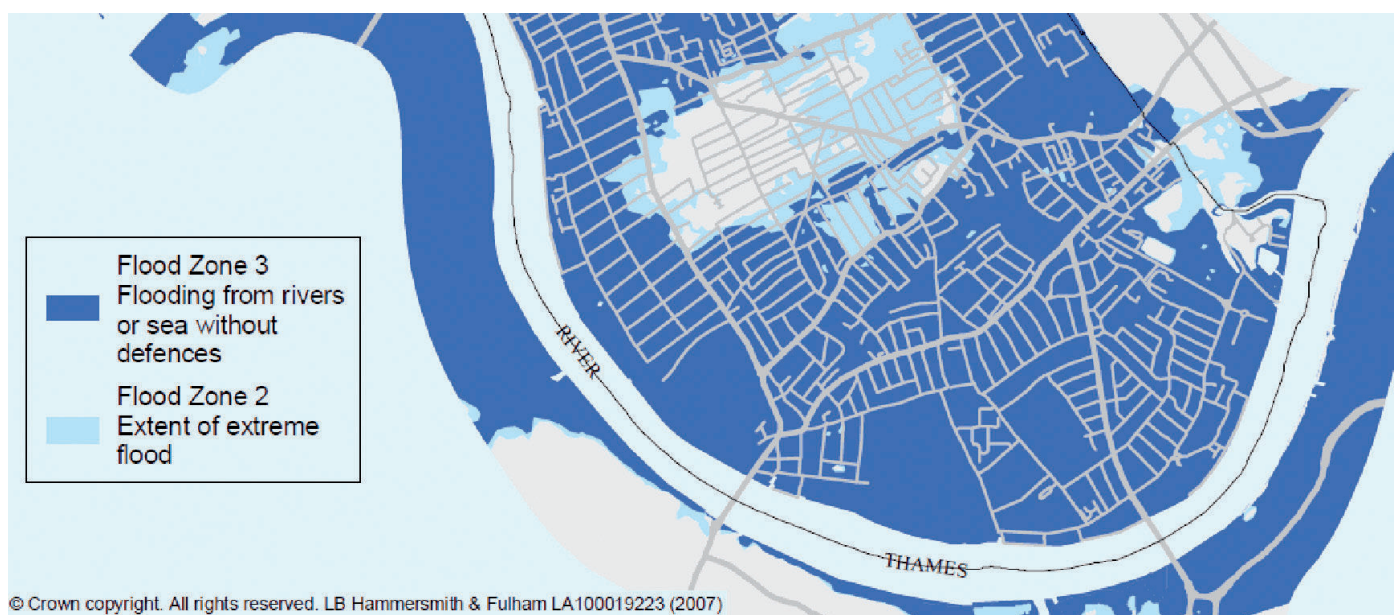 Flood Zone 3
Flooding from rivers
or sea without
defences
Flood Zone 2
Extent of extreme
flood
RIVER
THAMES
© Crown copyright. All rights reserved. LB Hammersmith & Fulham LA100019223 (2007)